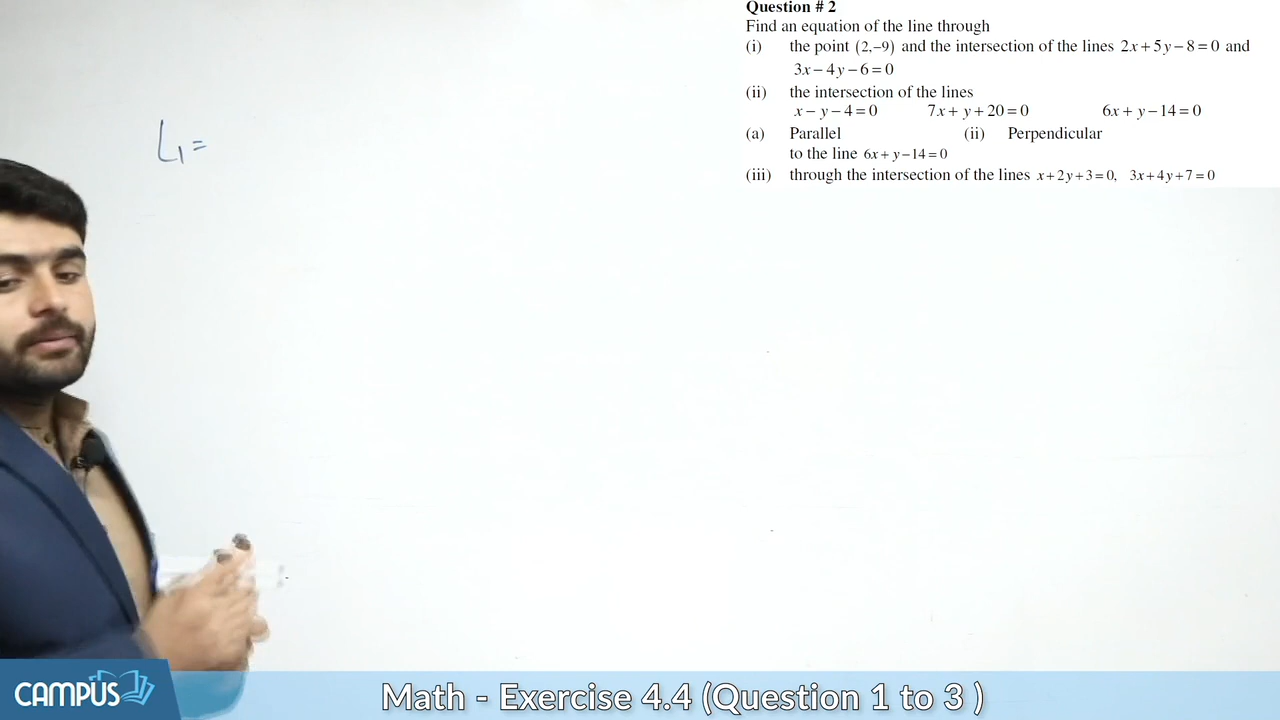 Question # 2
Find an equation of the line through
(i) the point (2,–9) and the intersection of the lines 2x+5y–8=0 and
3x–4y–6=0
(ii) the intersection of the lines
x–y–4=0 7x+y+20=0 6x+y–14=0
(a) Parallel (ii) Perpendicular
to the line 6x+y–14=0
(iii) through the intersection of the lines x+2y+3=0, 3x+4y+7=0
L₁ =
CAMPUS
Math - Exercise 4.4 (Question 1 to 3 )